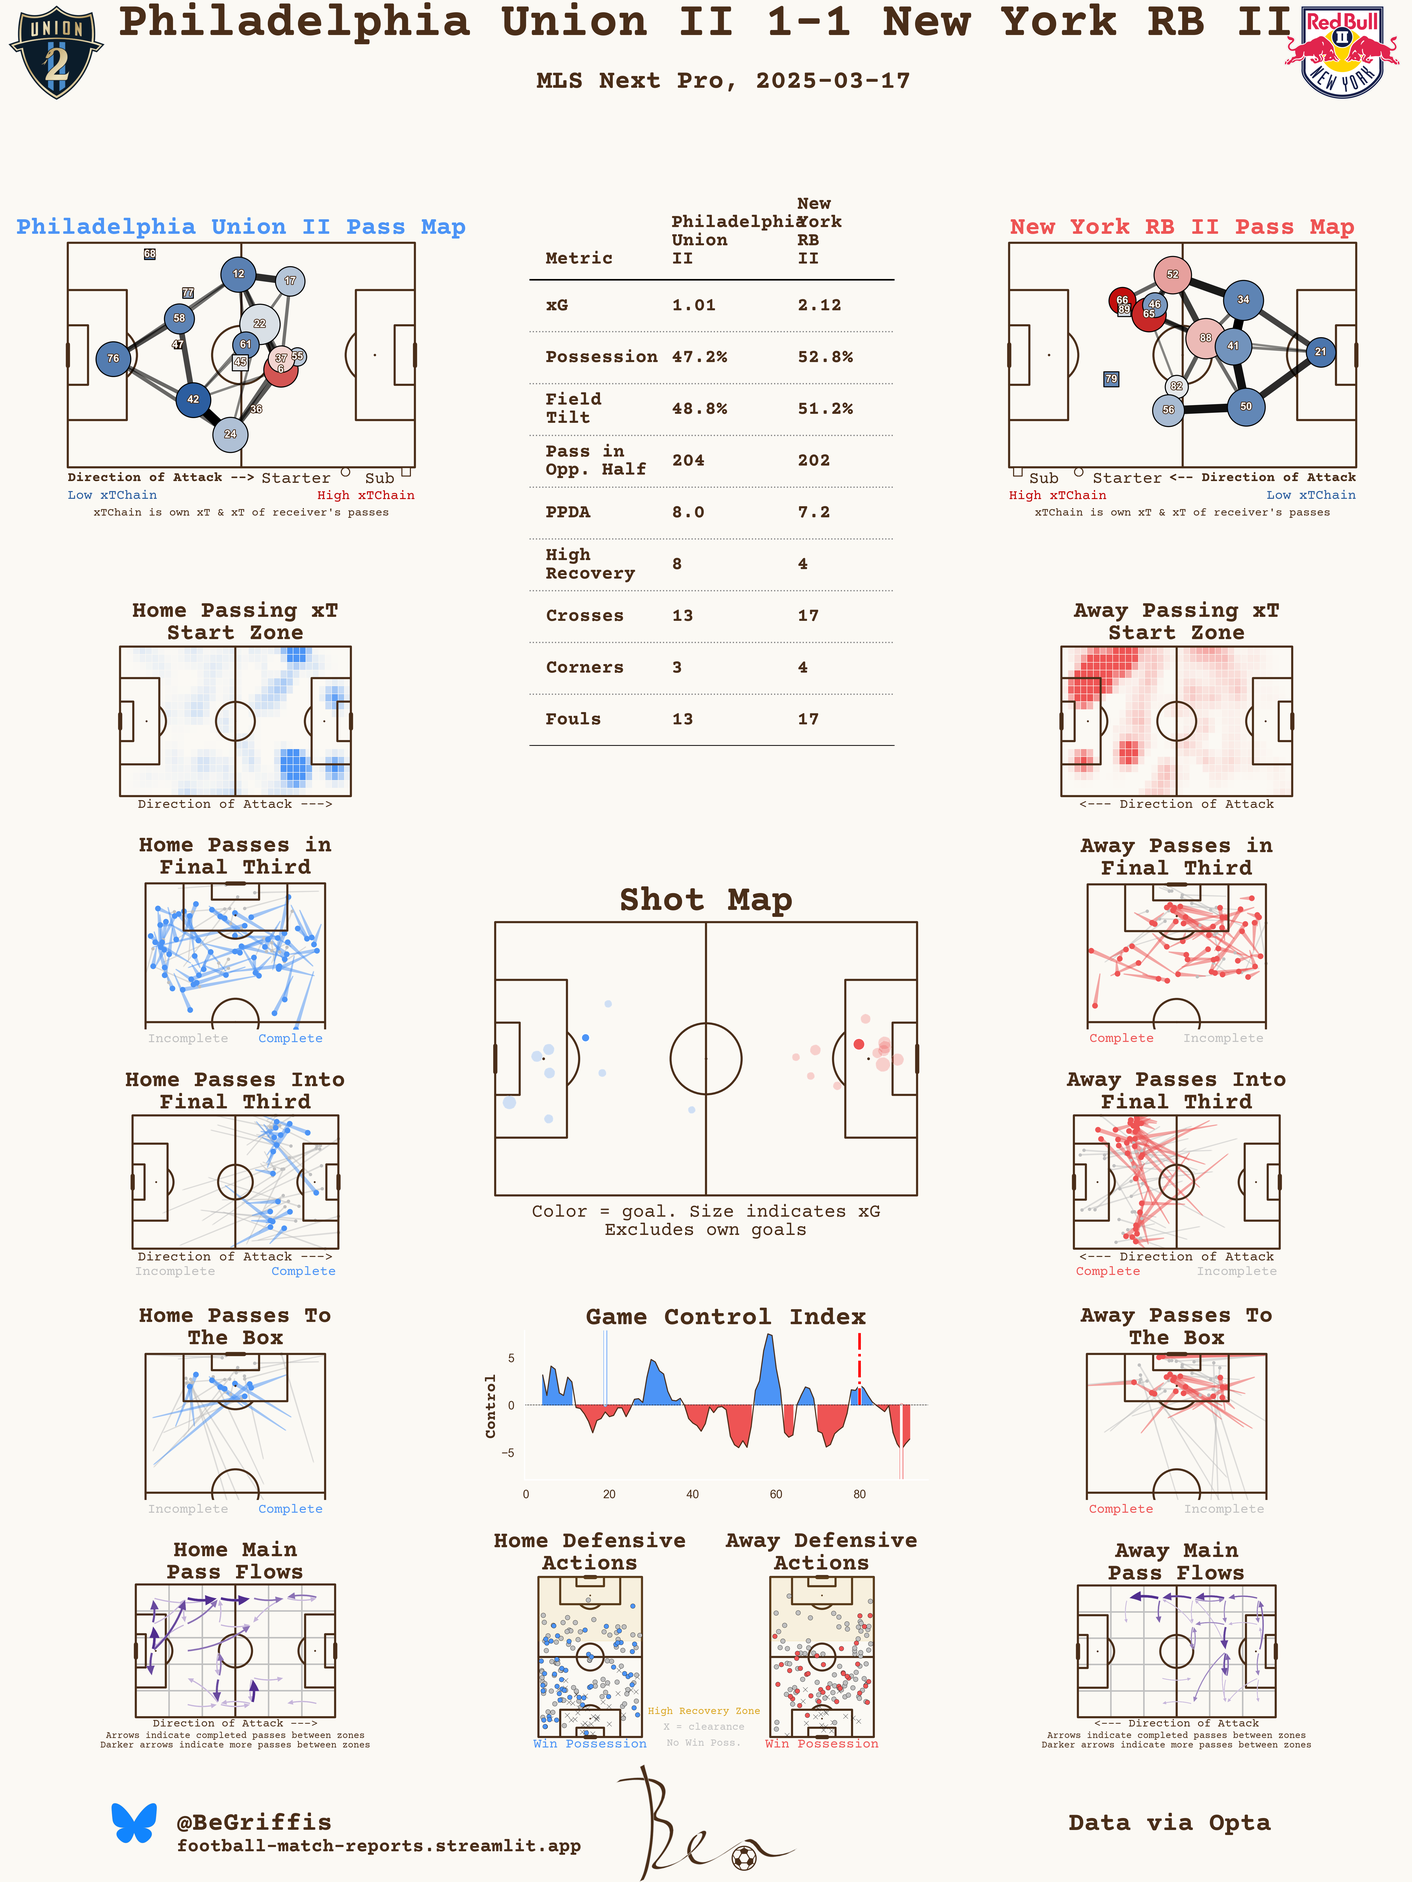 Philadelphia Union II 1-1 New York RB II
MLS Next Pro, 2025-03-17
UNION
2
Red Bull
II
NEW YORK
Philadelphia Union II Pass Map
68
12
17
77
58
22
61
47
76
45
37
55
6
42
36
24
Direction of Attack --> Starter Sub
Low xTChain High xTChain
xTChain is own xT & xT of receiver's passes
Metric Philadelphia Union II New York RB II
xG 1.01 2.12
Possession 47.2% 52.8%
Field Tilt 48.8% 51.2%
Pass in Opp. Half 204 202
PPDA 8.0 7.2
High Recovery 8 4
Crosses 13 17
Corners 3 4
Fouls 13 17
New York RB II Pass Map
52
66
46
34
89
65
88
41
21
79
82
56
50
Sub Starter <-- Direction of Attack
High xTChain Low xTChain
xTChain is own xT & xT of receiver's passes
Home Passing xT
Start Zone
Direction of Attack --->
Away Passing xT
Start Zone
<--- Direction of Attack
Home Passes in
Final Third
Incomplete Complete
Away Passes in
Final Third
Complete Incomplete
Shot Map
Color = goal. Size indicates xG
Excludes own goals
Home Passes Into
Final Third
Direction of Attack --->
Incomplete Complete
Away Passes Into
Final Third
<--- Direction of Attack
Complete Incomplete
Home Passes To
The Box
Incomplete Complete
Game Control Index
Control
5
0
−5
0 20 40 60 80
Away Passes To
The Box
Complete Incomplete
Home Main
Pass Flows
Direction of Attack --->
Arrows indicate completed passes between zones
Darker arrows indicate more passes between zones
Home Defensive
Actions
Win Possession
High Recovery Zone
X = clearance
No Win Poss.
Away Defensive
Actions
Win Possession
Away Main
Pass Flows
<--- Direction of Attack
Arrows indicate completed passes between zones
Darker arrows indicate more passes between zones
@BeGriffis
football-match-reports.streamlit.app
Ben
Data via Opta